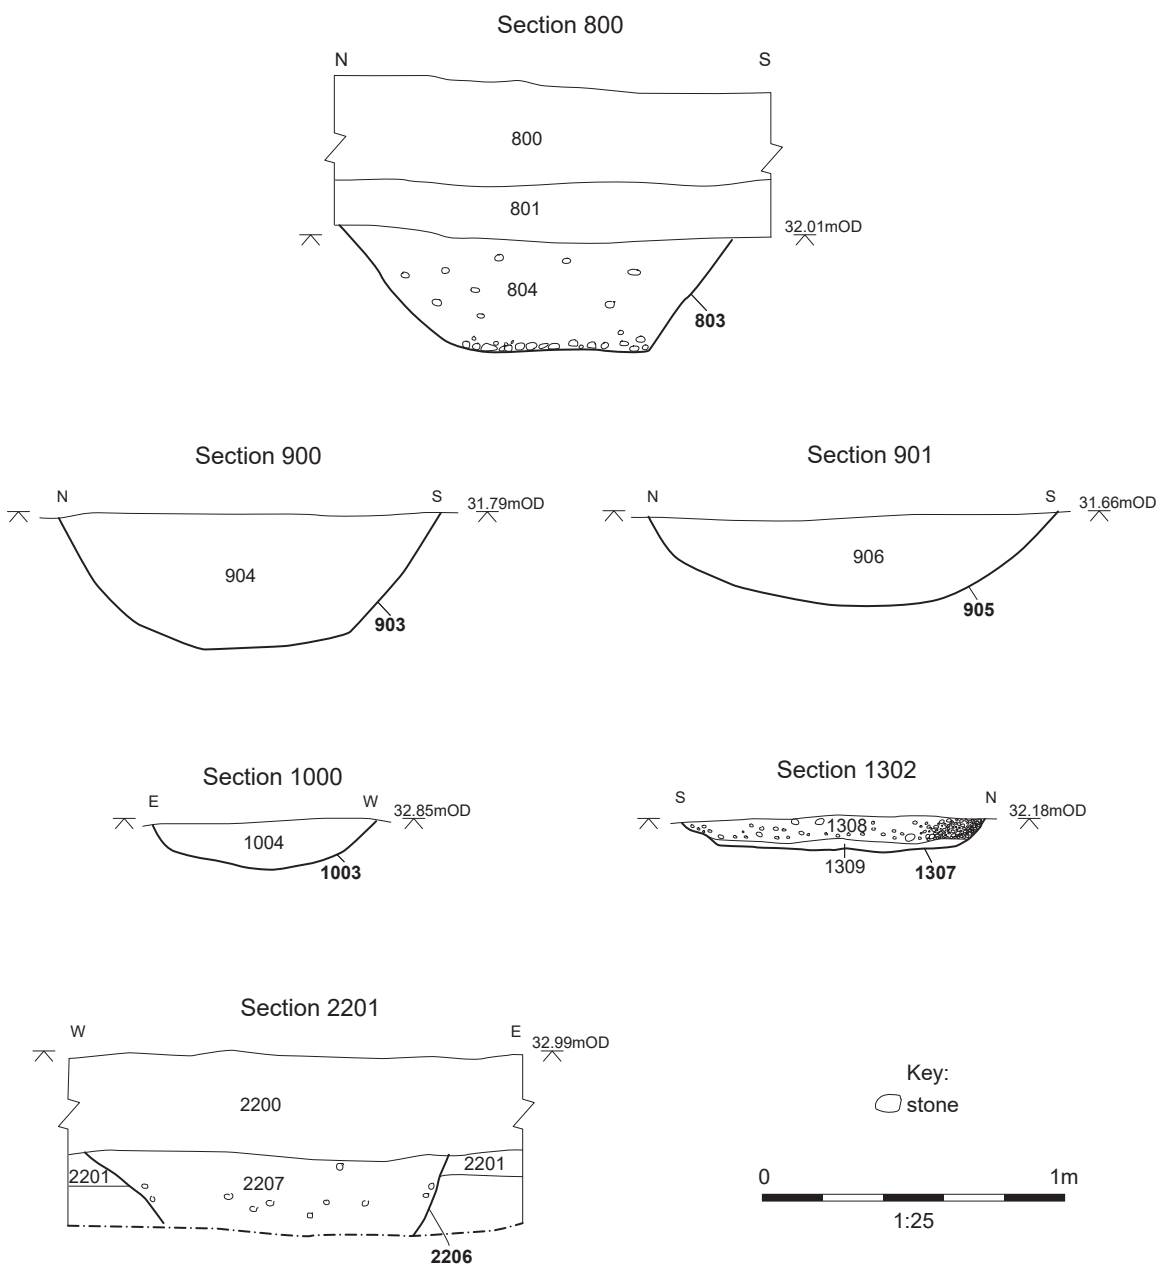 Section 800
N S
800
801
32.01mOD
804
803
Section 900
N S
31.79mOD
904
903
Section 901
N S
31.66mOD
906
905
Section 1000
E W
32.85mOD
1004
1003
Section 1302
S N
32.18mOD
1308
1309
1307
Section 2201
W E
32.99mOD
2200
2201 2201
2207
2206
Key:
stone
0 1m
1:25